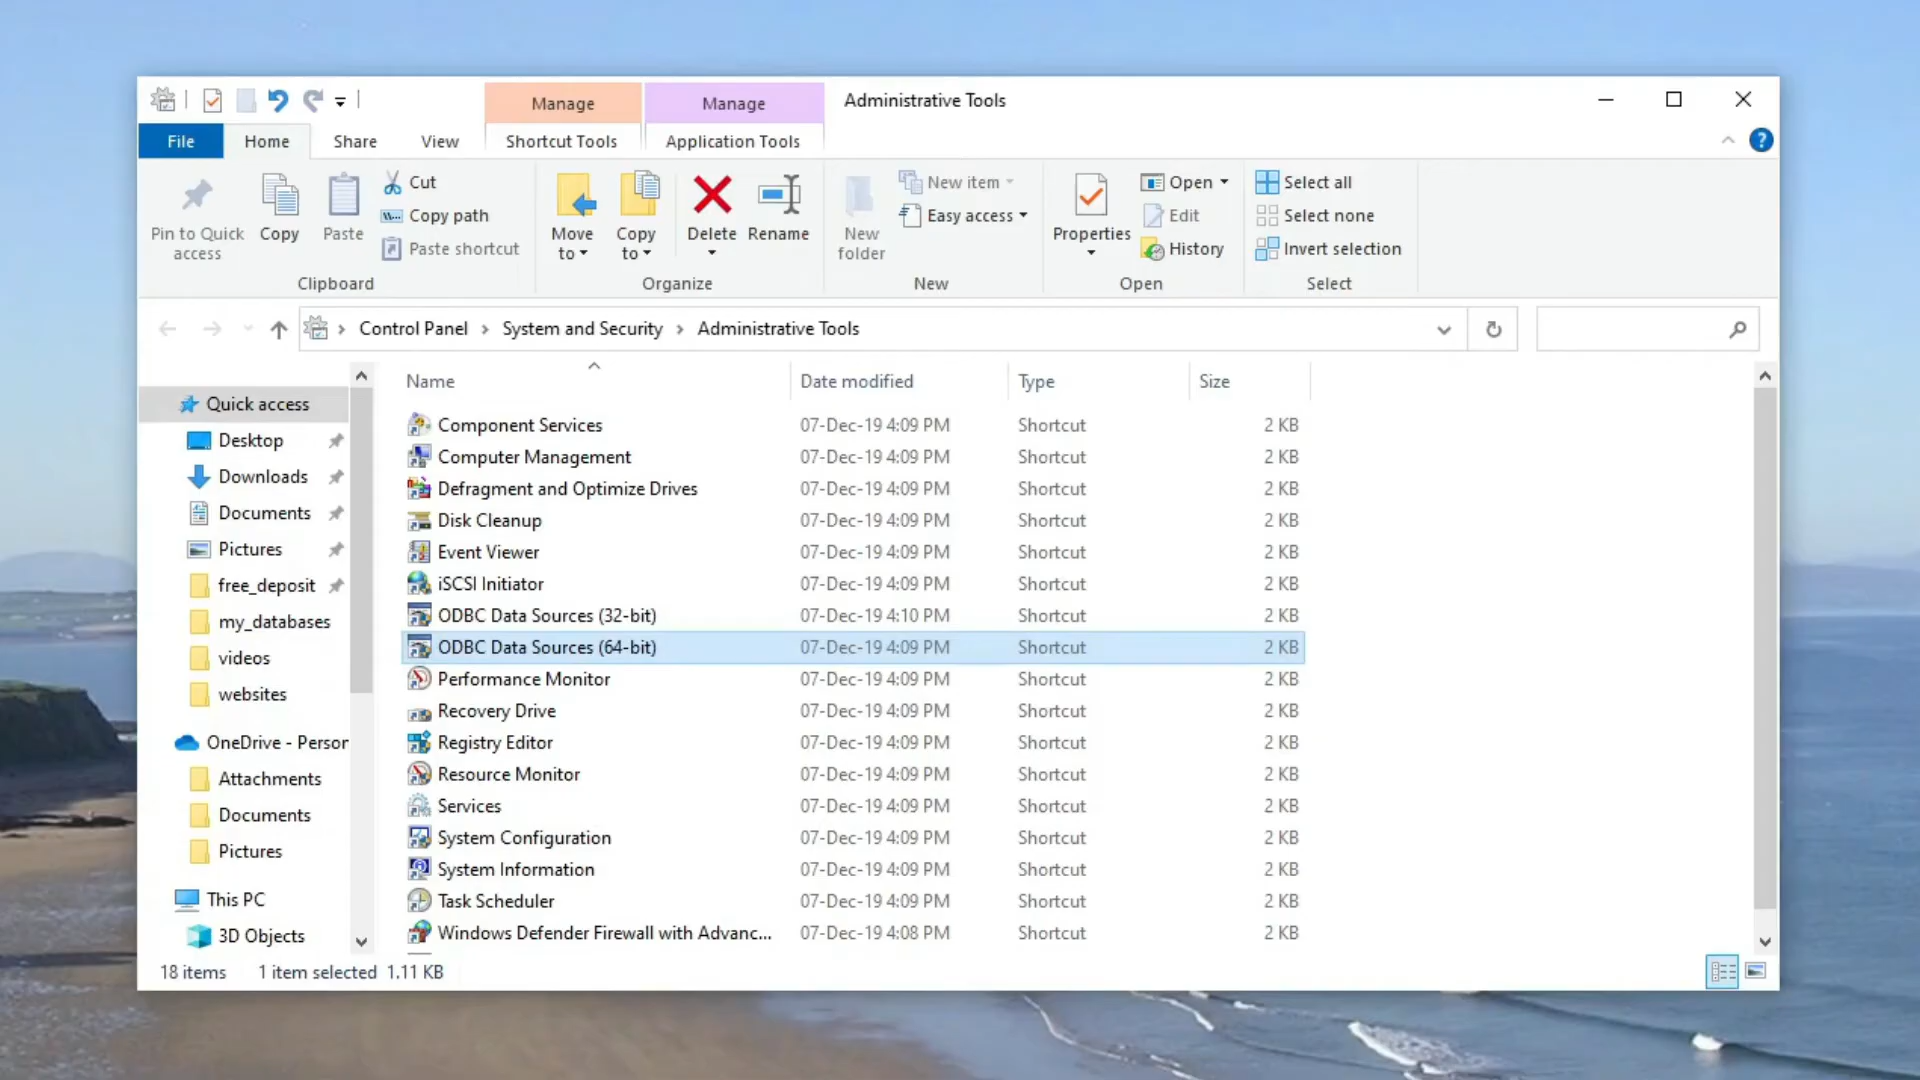 Manage
Manage
Administrative Tools
File
Home
Share
View
Shortcut Tools
Application Tools
?
Pin to Quick access
Copy
Paste
Cut
Copy path
Paste shortcut
Clipboard
Move to
Copy to
Delete
Rename
Organize
New folder
New item
Easy access
New
Properties
Open
Edit
History
Open
Select all
Select none
Invert selection
Select
Control Panel
System and Security
Administrative Tools
Name
Date modified
Type
Size
Quick access
Desktop
Downloads
Documents
Pictures
free_deposit
my_databases
videos
websites
OneDrive - Person
Attachments
Documents
Pictures
This PC
3D Objects
Component Services 07-Dec-19 4:09 PM Shortcut 2 KB
Computer Management 07-Dec-19 4:09 PM Shortcut 2 KB
Defragment and Optimize Drives 07-Dec-19 4:09 PM Shortcut 2 KB
Disk Cleanup 07-Dec-19 4:09 PM Shortcut 2 KB
Event Viewer 07-Dec-19 4:09 PM Shortcut 2 KB
iSCSI Initiator 07-Dec-19 4:09 PM Shortcut 2 KB
ODBC Data Sources (32-bit) 07-Dec-19 4:10 PM Shortcut 2 KB
ODBC Data Sources (64-bit) 07-Dec-19 4:09 PM Shortcut 2 KB
Performance Monitor 07-Dec-19 4:09 PM Shortcut 2 KB
Recovery Drive 07-Dec-19 4:09 PM Shortcut 2 KB
Registry Editor 07-Dec-19 4:09 PM Shortcut 2 KB
Resource Monitor 07-Dec-19 4:09 PM Shortcut 2 KB
Services 07-Dec-19 4:09 PM Shortcut 2 KB
System Configuration 07-Dec-19 4:09 PM Shortcut 2 KB
System Information 07-Dec-19 4:09 PM Shortcut 2 KB
Task Scheduler 07-Dec-19 4:09 PM Shortcut 2 KB
Windows Defender Firewall with Advanc... 07-Dec-19 4:08 PM Shortcut 2 KB
18 items
1 item selected 1.11 KB